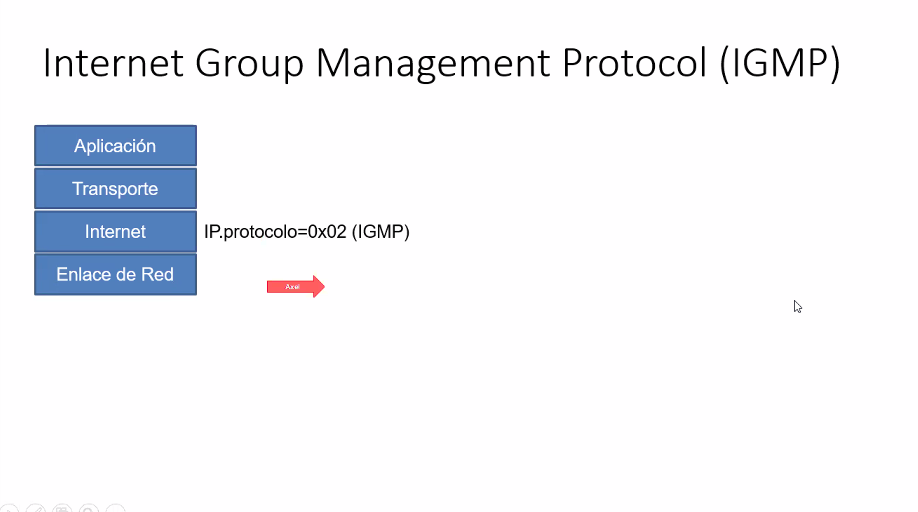 Internet Group Management Protocol (IGMP)
Aplicación
Transporte
Internet
IP.protocolo=0x02 (IGMP)
Enlace de Red
Axel